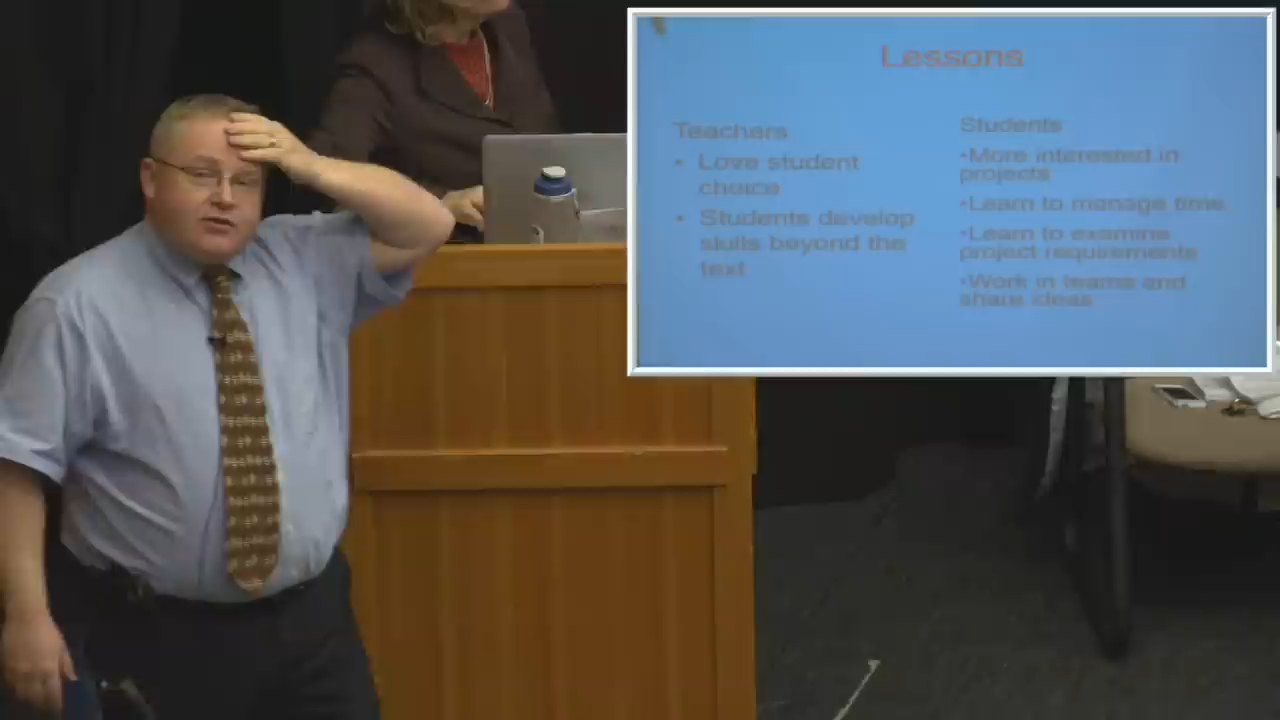 Lessons
Teachers
• Love student
choice
• Students develop
skills beyond the
text
Students
•More interested in
projects
•Learn to manage time
•Learn to examine
project requirements
•Work in teams and
share ideas